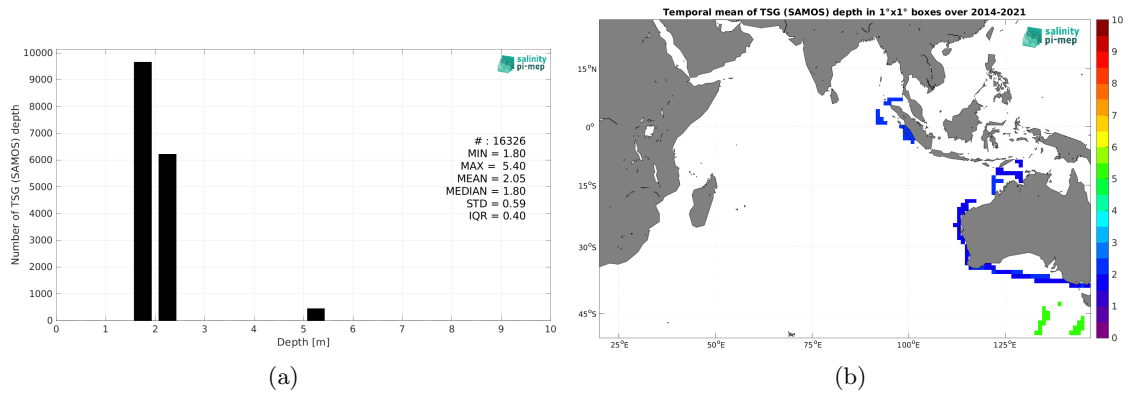 10000
9000
8000
7000
6000
5000
4000
3000
2000
1000
0
Number of TSG (SAMOS) depth
salinity
pi-mep
# : 16326
MIN = 1.80
MAX = 5.40
MEAN = 2.05
MEDIAN = 1.80
STD = 0.59
IQR = 0.40
0 1 2 3 4 5 6 7 8 9 10
Depth [m]
(a)
Temporal mean of TSG (SAMOS) depth in 1°x1° boxes over 2014-2021
salinity
pi-mep
15°N
0°
15°S
30°S
45°S
25°E 50°E 75°E 100°E 125°E
10
9
8
7
6
5
4
3
2
1
0
(b)